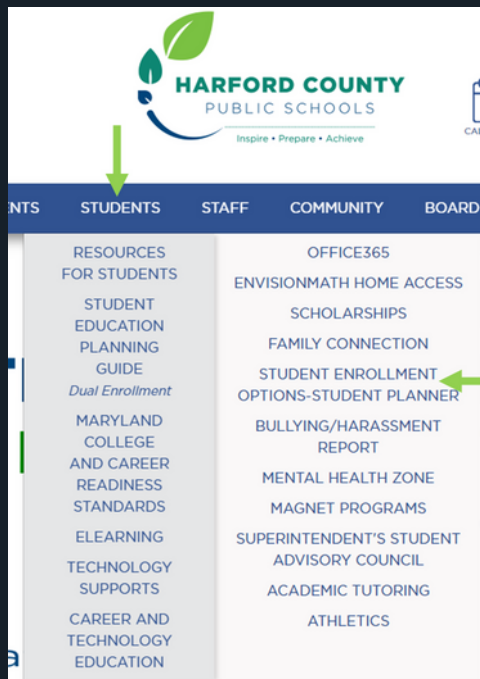 HARFORD COUNTY
PUBLIC SCHOOLS
Inspire • Prepare • Achieve
STUDENTS STAFF COMMUNITY BOARD
RESOURCES
FOR STUDENTS
STUDENT
EDUCATION
PLANNING
GUIDE
Dual Enrollment
MARYLAND
COLLEGE
AND CAREER
READINESS
STANDARDS
ELEARNING
TECHNOLOGY
SUPPORTS
CAREER AND
TECHNOLOGY
EDUCATION
OFFICE365
ENVISIONMATH HOME ACCESS
SCHOLARSHIPS
FAMILY CONNECTION
STUDENT ENROLLMENT
OPTIONS-STUDENT PLANNER
BULLYING/HARASSMENT
REPORT
MENTAL HEALTH ZONE
MAGNET PROGRAMS
SUPERINTENDENT'S STUDENT
ADVISORY COUNCIL
ACADEMIC TUTORING
ATHLETICS